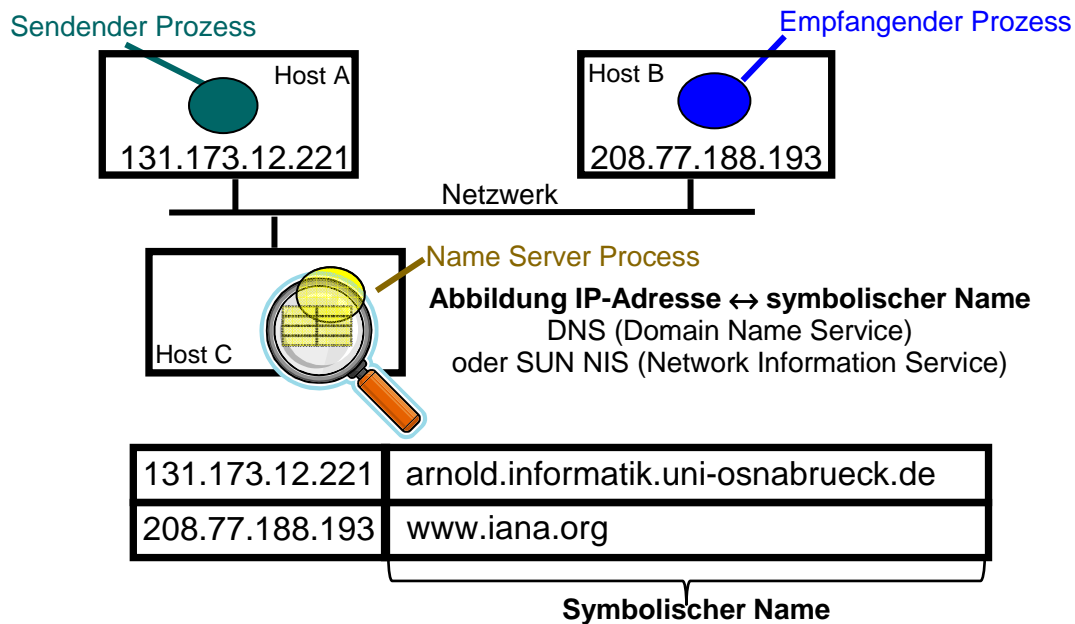 Sendender Prozess
Empfangender Prozess
Host A
Host B
131.173.12.221
208.77.188.193
Netzwerk
Name Server Process
Abbildung IP-Adresse ↔ symbolischer Name
DNS (Domain Name Service)
oder SUN NIS (Network Information Service)
Host C
131.173.12.221 arnold.informatik.uni-osnabrueck.de
208.77.188.193 www.iana.org
Symbolischer Name